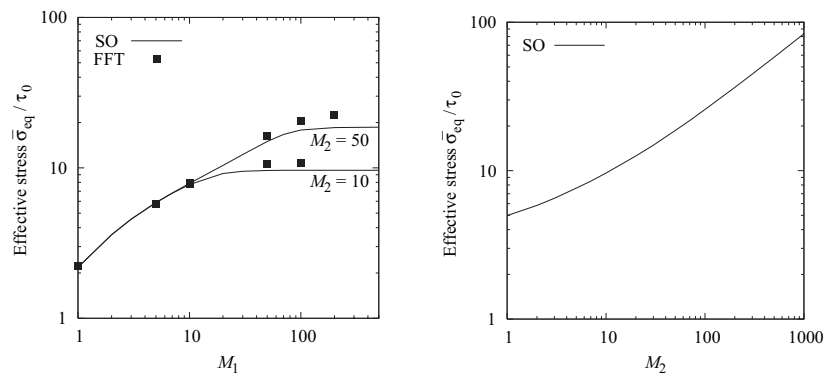 Effective stress σ̄eq / τ0
100
10
1
SO
FFT
M2 = 50
M2 = 10
1
10
100
M1
Effective stress σ̄eq / τ0
100
10
1
SO
1
10
100
1000
M2